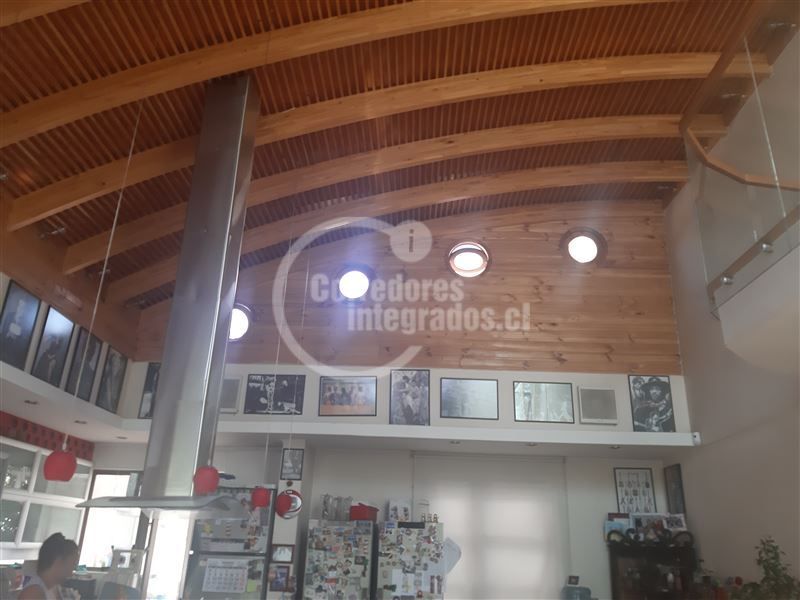 i
Corredores
integrados.cl